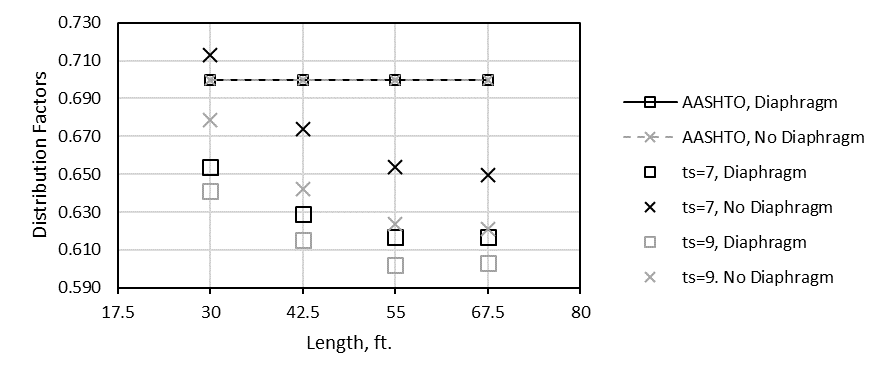 0.730
0.710
0.690
0.670
0.650
0.630
0.610
0.590
Distribution Factors
17.5 30 42.5 55 67.5 80
Length, ft.
AASHTO, Diaphragm
AASHTO, No Diaphragm
ts=7, Diaphragm
ts=7, No Diaphragm
ts=9, Diaphragm
ts=9. No Diaphragm